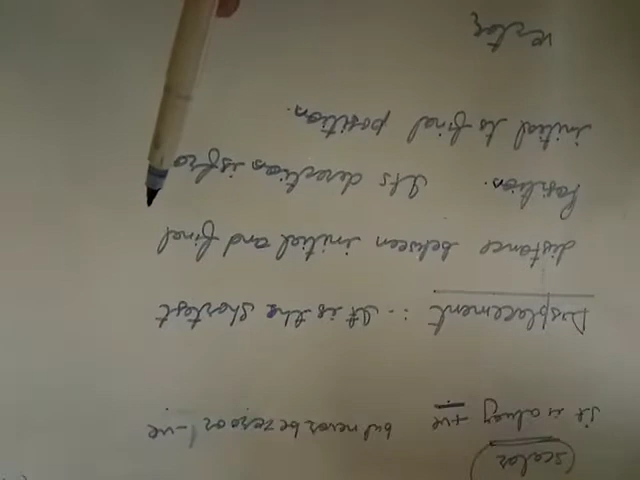 (scalar)
it is alway +ve but never be zero or -ve
Displacement :- It is the shortest
distance between initial and final
Position. Its direction is fro
initial to final position.
vector